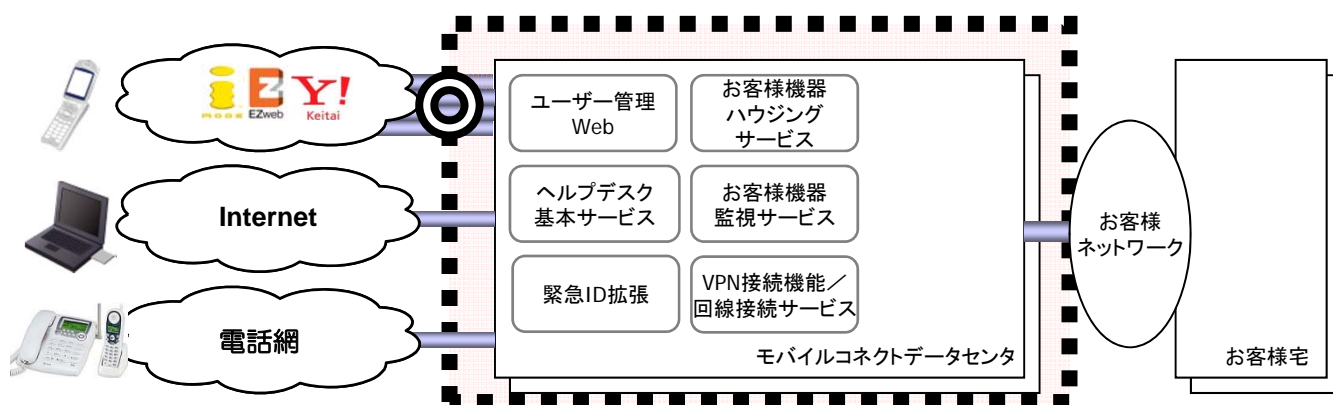 i
MODE
EZ
EZweb
Y!
Keitai
Internet
電話網
ユーザー管理
Web
お客様機器
ハウジング
サービス
ヘルプデスク
基本サービス
お客様機器
監視サービス
緊急ID拡張
VPN接続機能／
回線接続サービス
モバイルコネクトデータセンタ
お客様
ネットワーク
お客様宅